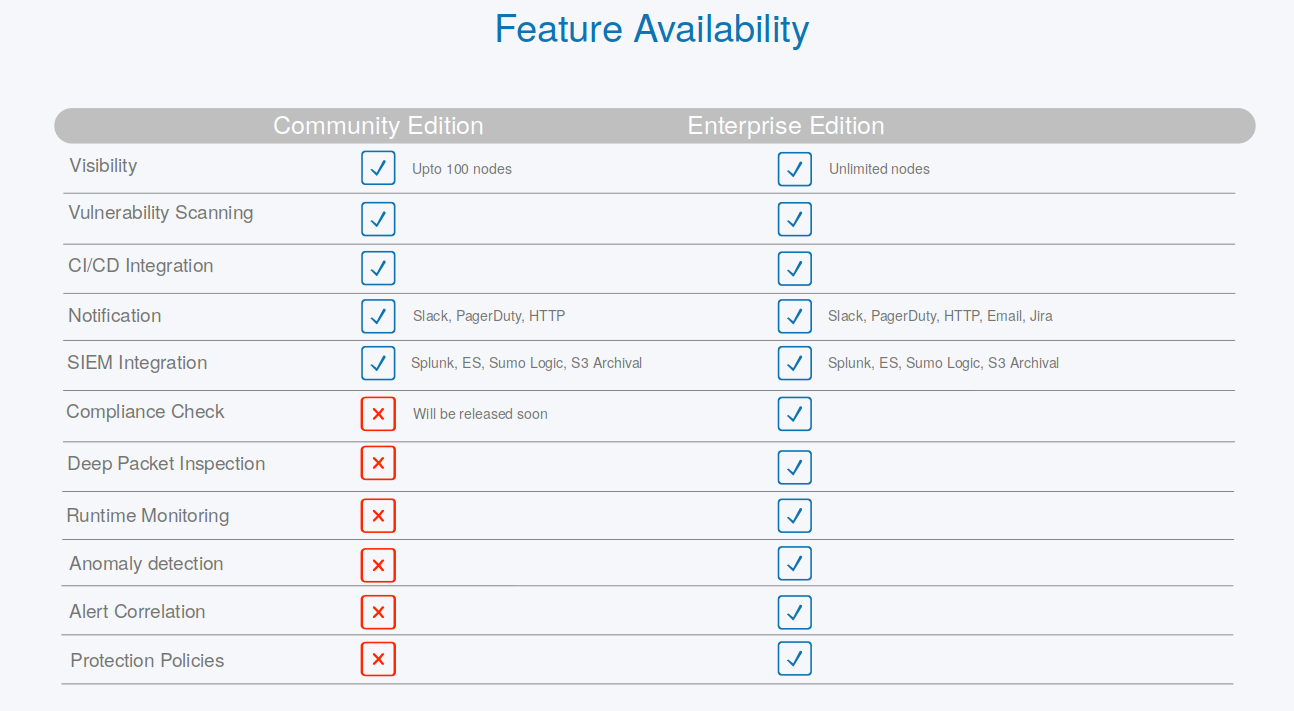 Feature Availability
Community Edition Enterprise Edition
Visibility Upto 100 nodes Unlimited nodes
Vulnerability Scanning
CI/CD Integration
Notification Slack, PagerDuty, HTTP Slack, PagerDuty, HTTP, Email, Jira
SIEM Integration Splunk, ES, Sumo Logic, S3 Archival Splunk, ES, Sumo Logic, S3 Archival
Compliance Check Will be released soon
Deep Packet Inspection
Runtime Monitoring
Anomaly detection
Alert Correlation
Protection Policies